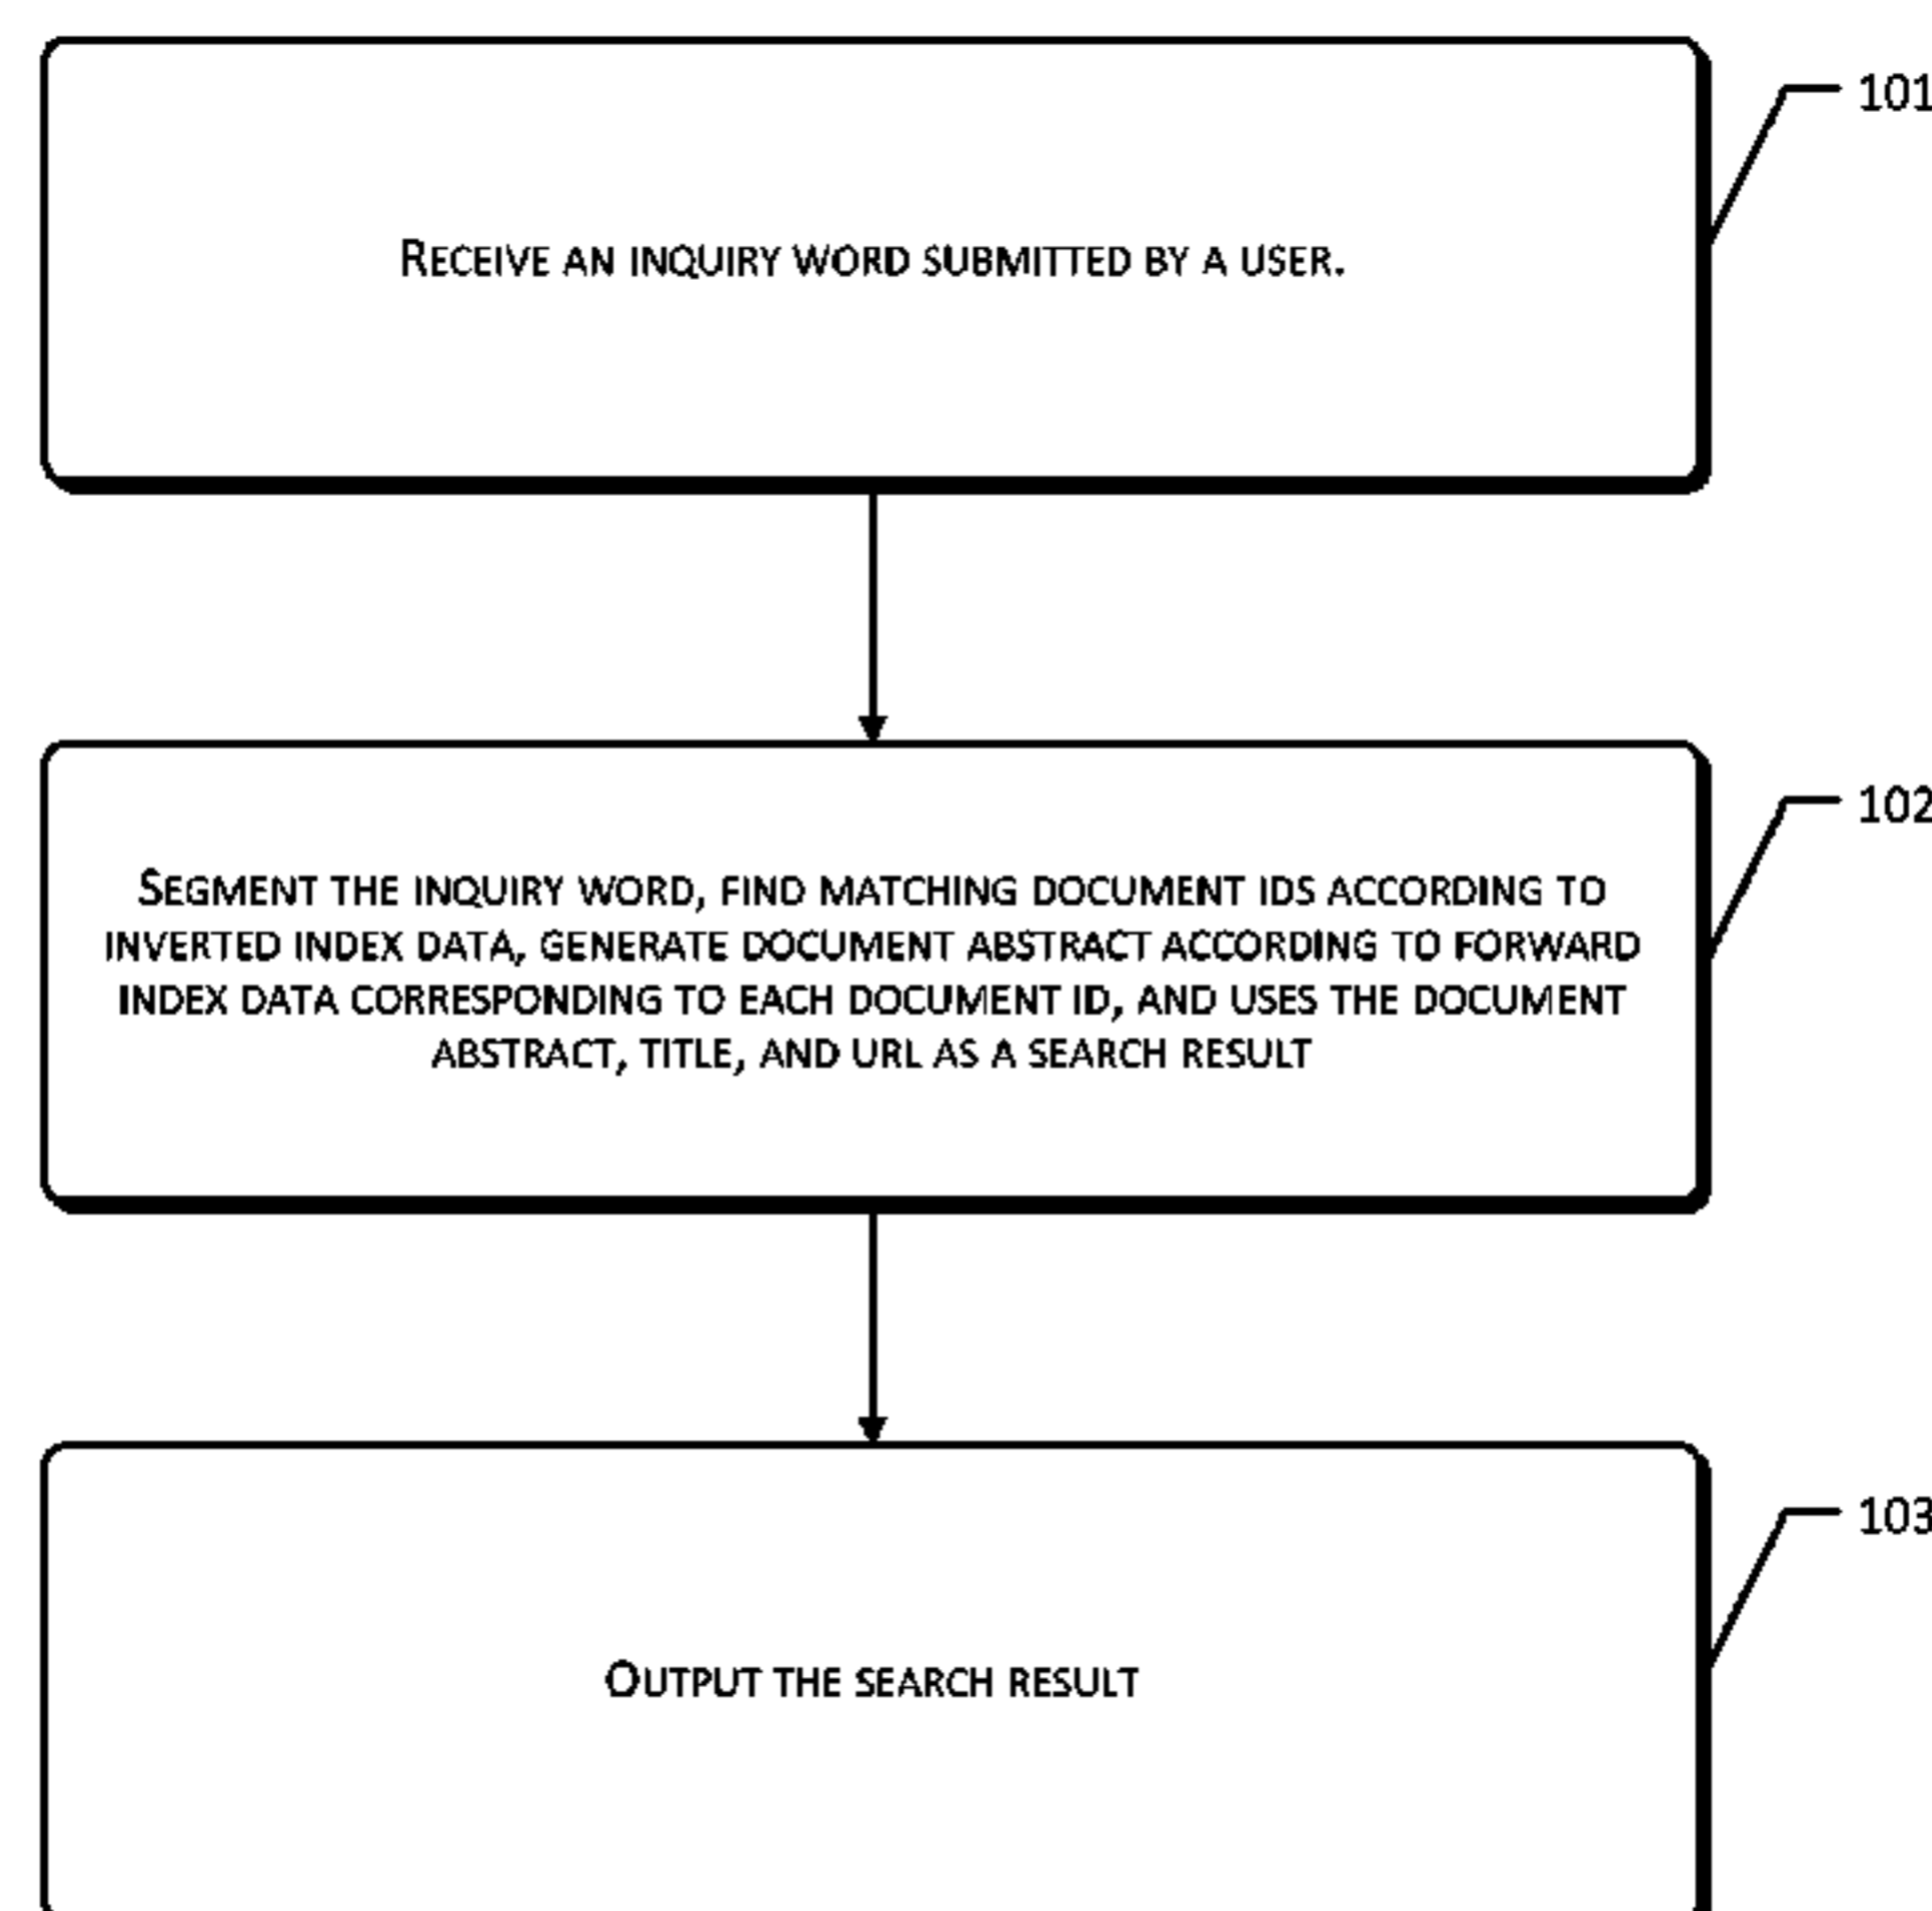 101
RECEIVE AN INQUIRY WORD SUBMITTED BY A USER.
102
SEGMENT THE INQUIRY WORD, FIND MATCHING DOCUMENT IDS ACCORDING TO
INVERTED INDEX DATA, GENERATE DOCUMENT ABSTRACT ACCORDING TO FORWARD
INDEX DATA CORRESPONDING TO EACH DOCUMENT ID, AND USES THE DOCUMENT
ABSTRACT, TITLE, AND URL AS A SEARCH RESULT
103
OUTPUT THE SEARCH RESULT